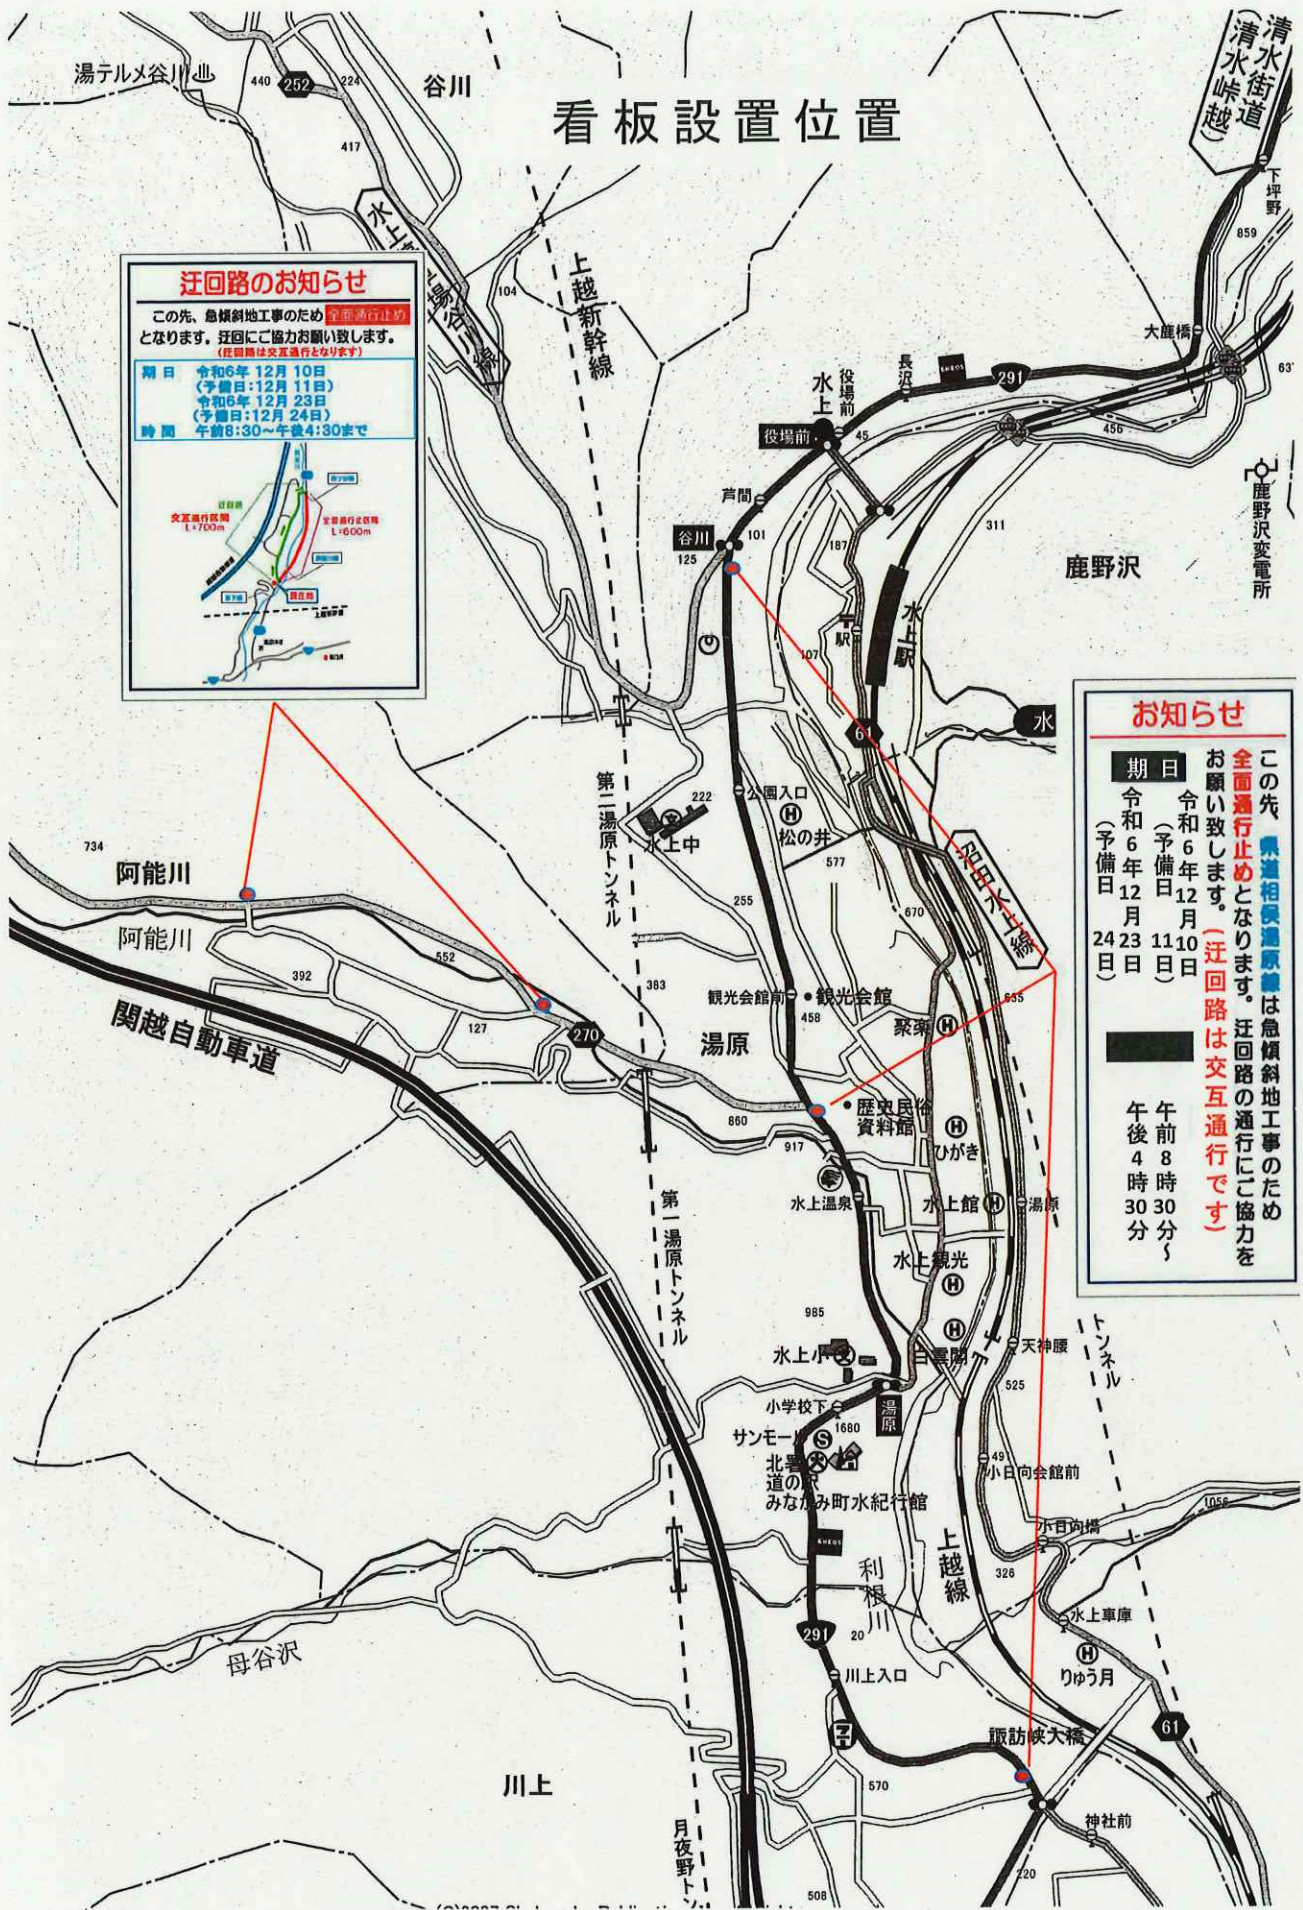 看板設置位置
湯テルメ谷川
440
252
224
谷川
417
清水街道
(清水峠越)
下坪野
859
大鹿橋
上越新幹線
104
迂回路のお知らせ
この先、急傾斜地工事のため 全面通行止め
となります。迂回にご協力お願い致します。
(迂回路は交互通行となります)
期日 令和6年 12月 10日
(予備日:12月 11日)
令和6年 12月 23日
(予備日:12月 24日)
時間 午前8:30～午後4:30まで
迂回路
交互通行区間
L=700m
全面通行止区間
L=600m
現在地
長沢
ENEOS
291
水上
役場前
役場前
45
456
芦間
101
谷川
125
187
311
鹿野沢
鹿野沢変電所
駅
水上駅
107
61
水
お知らせ
この先、県道相俣湯原線は急傾斜地工事のため
全面通行止めとなります。迂回路の通行にご協力を
お願い致します。(迂回路は交互通行です)
期日
令和6年12月10日
(予備日 11日)
令和6年12月23日
(予備日 24日)
午前8時30分～
午後4時30分
第二湯原トンネル
222
水上中
公園入口
松の井
577
沼田水上線
734
阿能川
阿能川
255
670
552
392
383
127
270
観光会館前
観光会館
458
635
聚楽
湯原
関越自動車道
歴史民俗
資料館
860
917
ひがき
水上温泉
水上館
湯原
第一湯原トンネル
水上観光
985
水上小
白雲閣
天神腰
トンネル
525
小学校下
湯原
1680
サンモール
北署
道の駅
みなかみ町水紀行館
491
小日向会館前
1056
小日向橋
ENEOS
利根川
上越線
326
291
20
水上車庫
母谷沢
川上入口
りゅう月
61
諏訪峡大橋
川上
570
神社前
月夜野トン
220
508